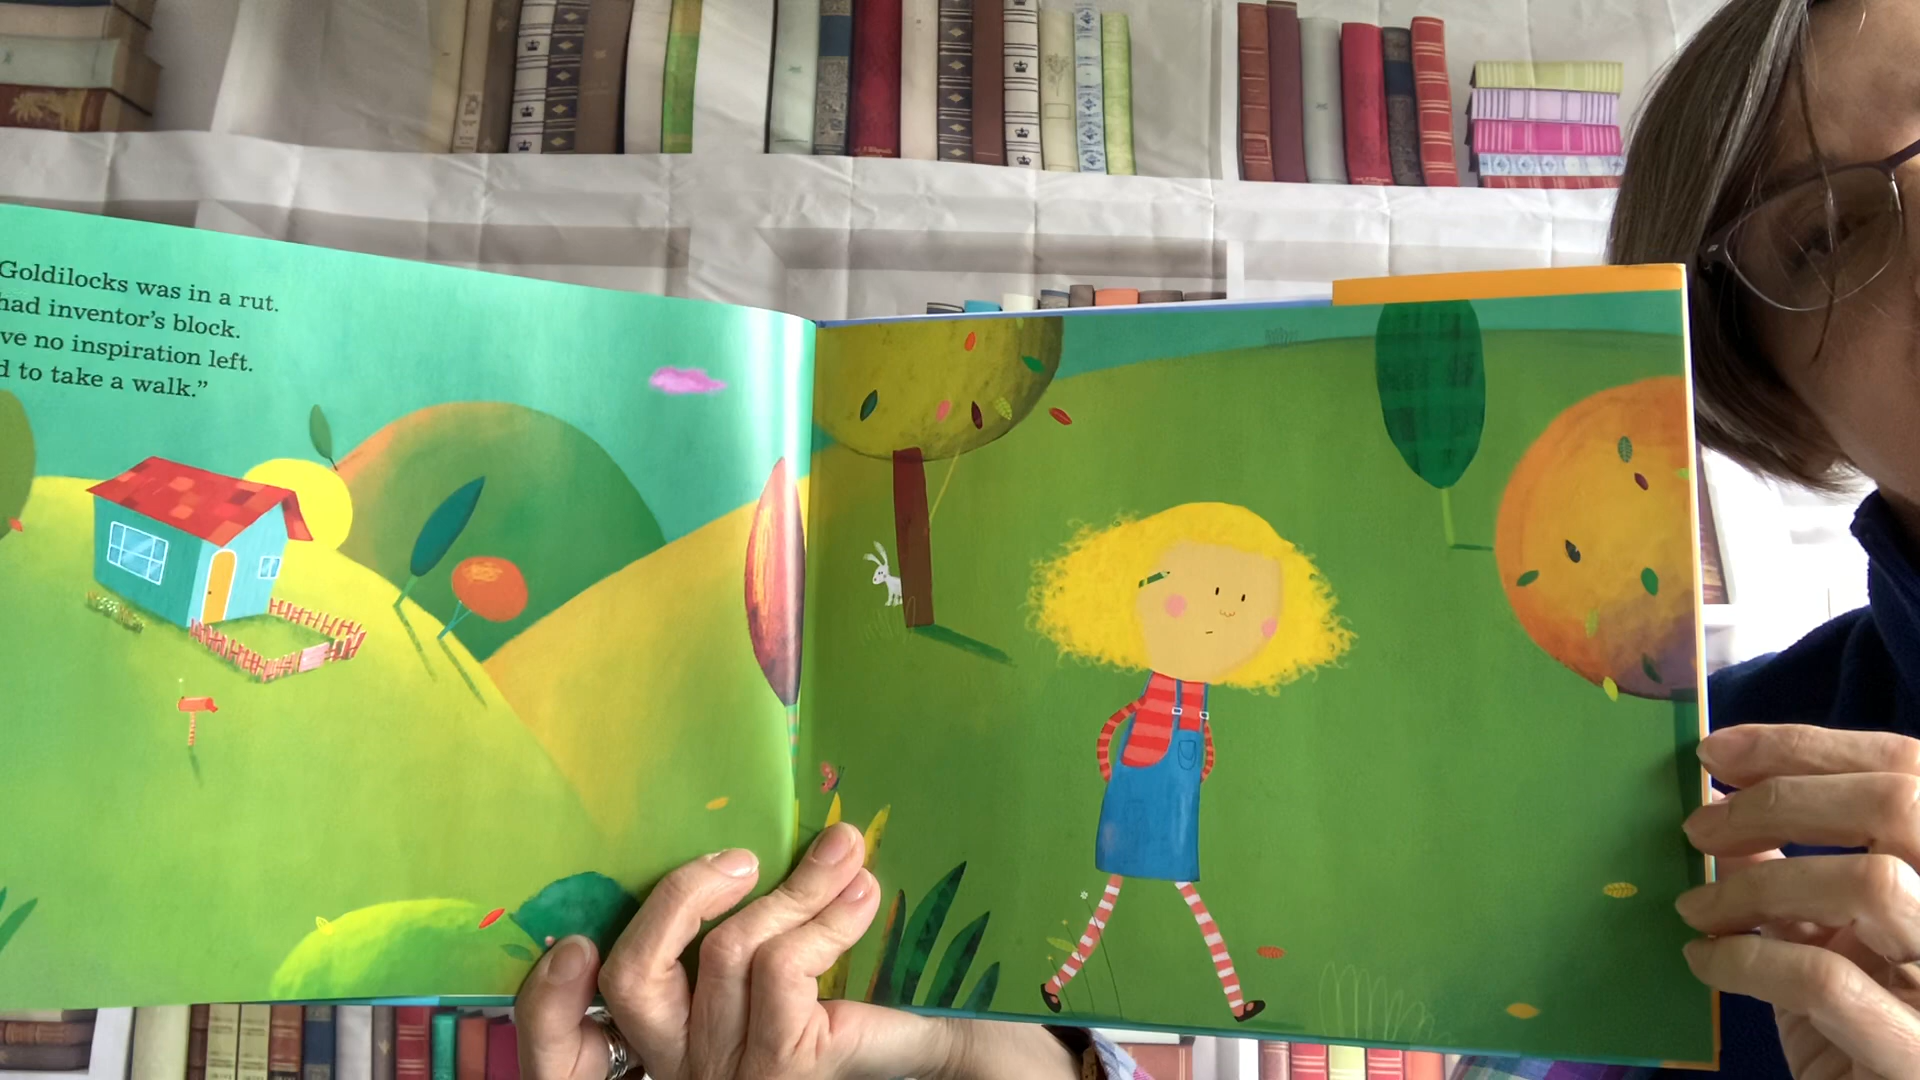 Goldilocks was in a rut.
had inventor's block.
ve no inspiration left.
d to take a walk."